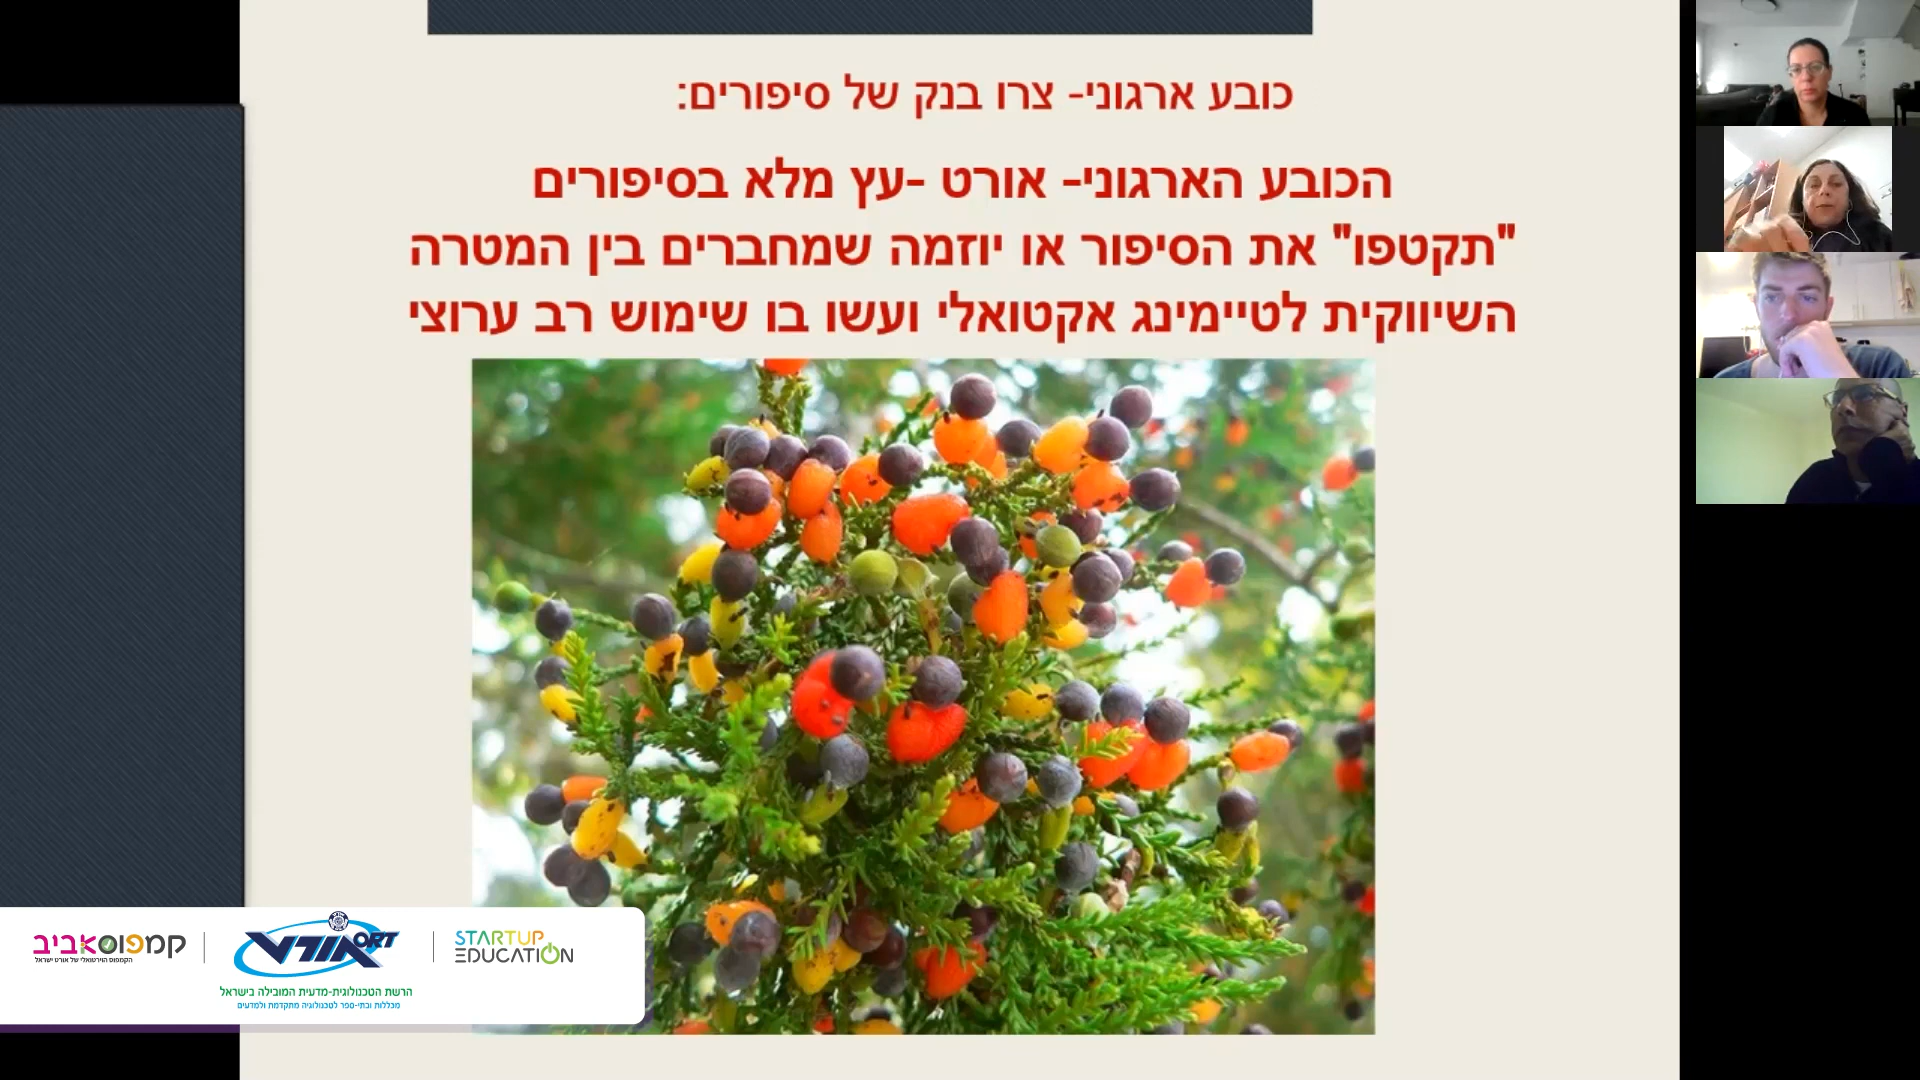 כובע ארגוני- צרו בנק של סיפורים:
הכובע הארגוני- אורט -עץ מלא בסיפורים
"תקטפו" את הסיפור או יוזמה שמחברים בין המטרה
השיווקית לטיימינג אקטואלי ועשו בו שימוש רב ערוצי
קמפוסאביב
הקמפוס הוירטואלי של אורט ישראל
אורט ORT
הרשת הטכנולוגית-מדעית המובילה בישראל
מכללות ובתי-ספר לטכנולוגיה מתקדמת ולמדעים
STARTUP
EDUCATION